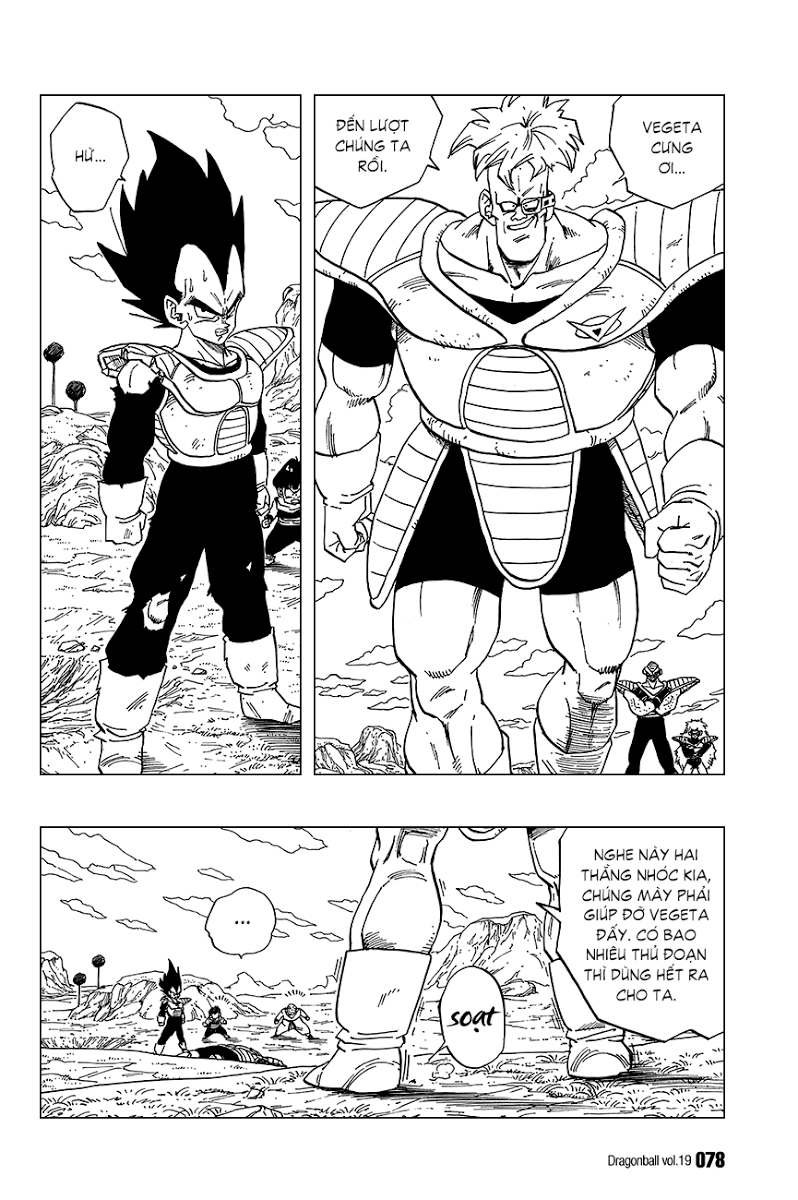 VEGETA
CƯNG
ƠI...
ĐẾN LƯỢT
CHÚNG TA
RỒI.
HỪ...
NGHE NÀY HAI
THẰNG NHÓC KIA,
CHÚNG MÀY PHẢI
GIÚP ĐỠ VEGETA
ĐẤY. CÓ BAO
NHIÊU THỦ ĐOẠN
THÌ DÙNG HẾT RA
CHO TA.
soạt
...
Dragonball vol.19 078